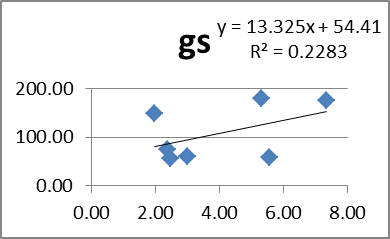 gs
y = 13.325x + 54.41
R² = 0.2283
200.00
100.00
0.00
0.00 2.00 4.00 6.00 8.00